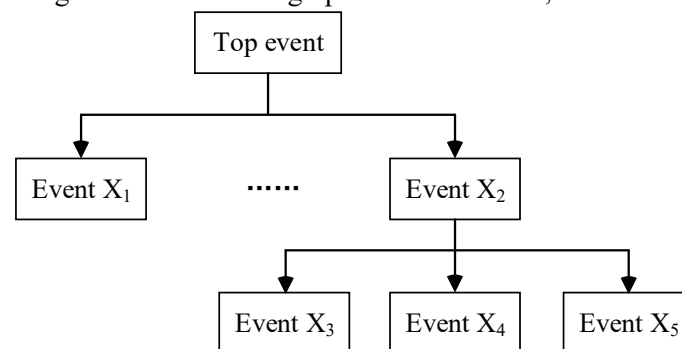 Top event
Event X₁ ...... Event X₂
Event X₃ Event X₄ Event X₅